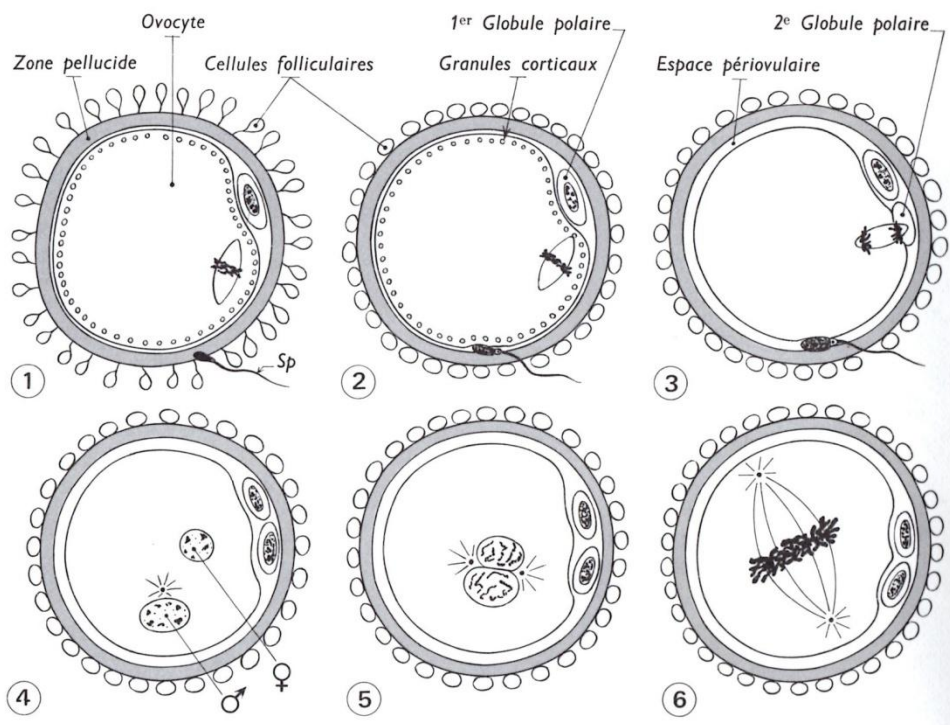 Ovocyte
1er Globule polaire
2e Globule polaire
Zone pellucide
Cellules folliculaires
Granules corticaux
Espace périovulaire
Sp
1
2
3
4
♂
♀
5
6